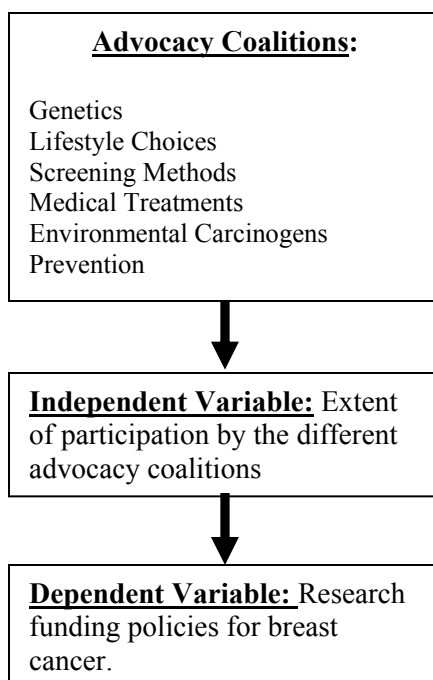 Advocacy Coalitions:
Genetics
Lifestyle Choices
Screening Methods
Medical Treatments
Environmental Carcinogens
Prevention
Independent Variable: Extent
of participation by the different
advocacy coalitions
Dependent Variable: Research
funding policies for breast
cancer.